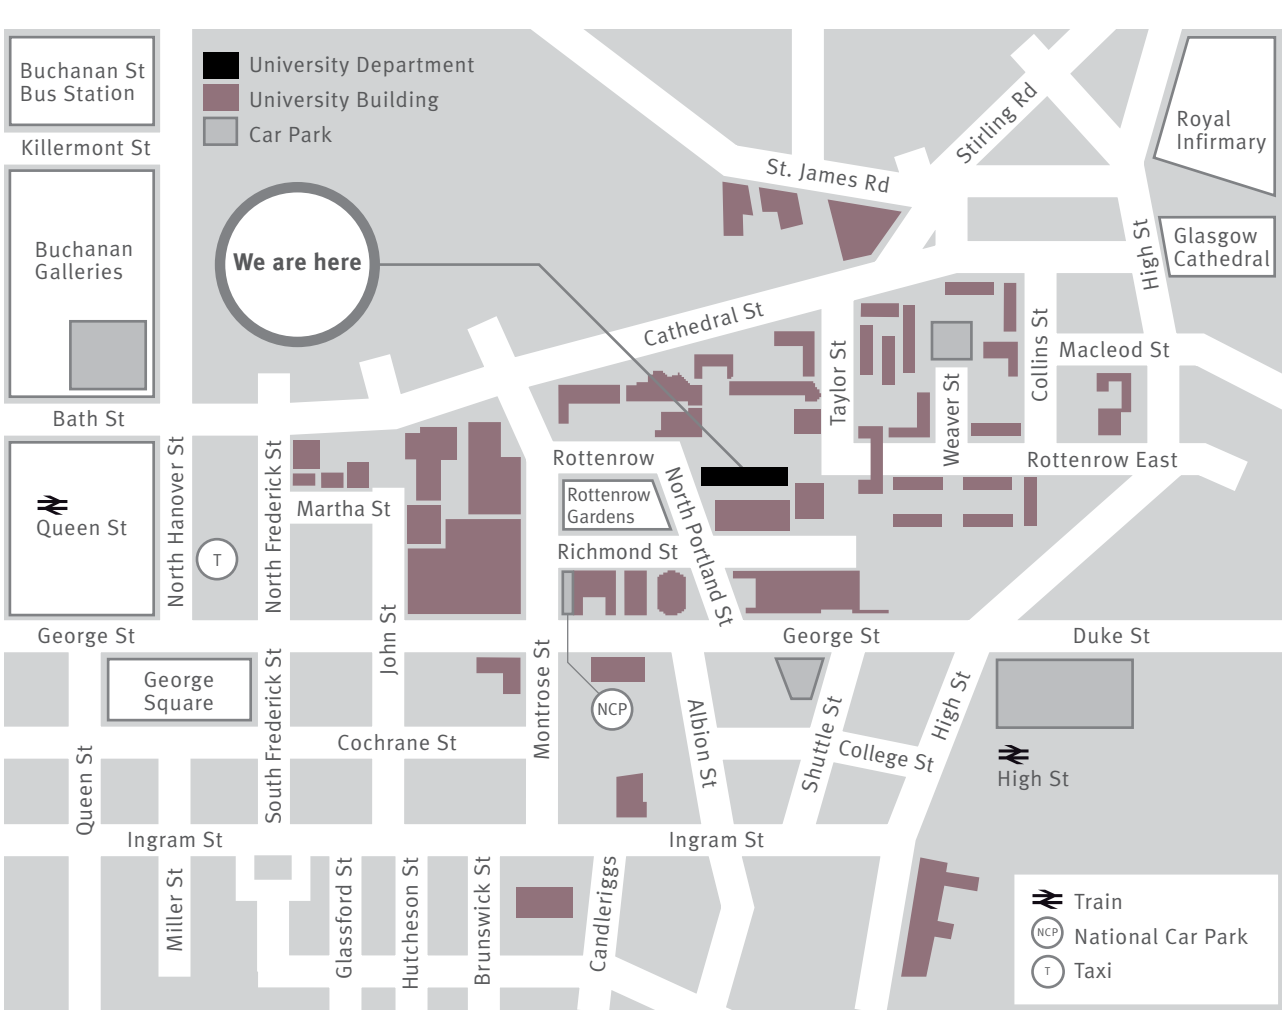 Buchanan St
Bus Station
Killermont St
University Department
University Building
Car Park
St. James Rd
Stirling Rd
Royal
Infirmary
Buchanan
Galleries
We are here
High St
Glasgow
Cathedral
Cathedral St
Taylor St
Collins St
Macleod St
Bath St
Weaver St
Rottenrow
Rottenrow East
North Hanover St
North Frederick St
Queen St
Martha St
Rottenrow
Gardens
North Portland St
T
Richmond St
George St
John St
George St
Duke St
George
Square
South Frederick St
Montrose St
NCP
Albion St
Shuttle St
High St
Cochrane St
College St
High St
Queen St
Ingram St
Ingram St
Miller St
Glassford St
Hutcheson St
Brunswick St
Candleriggs
Train
NCP
National Car Park
T
Taxi